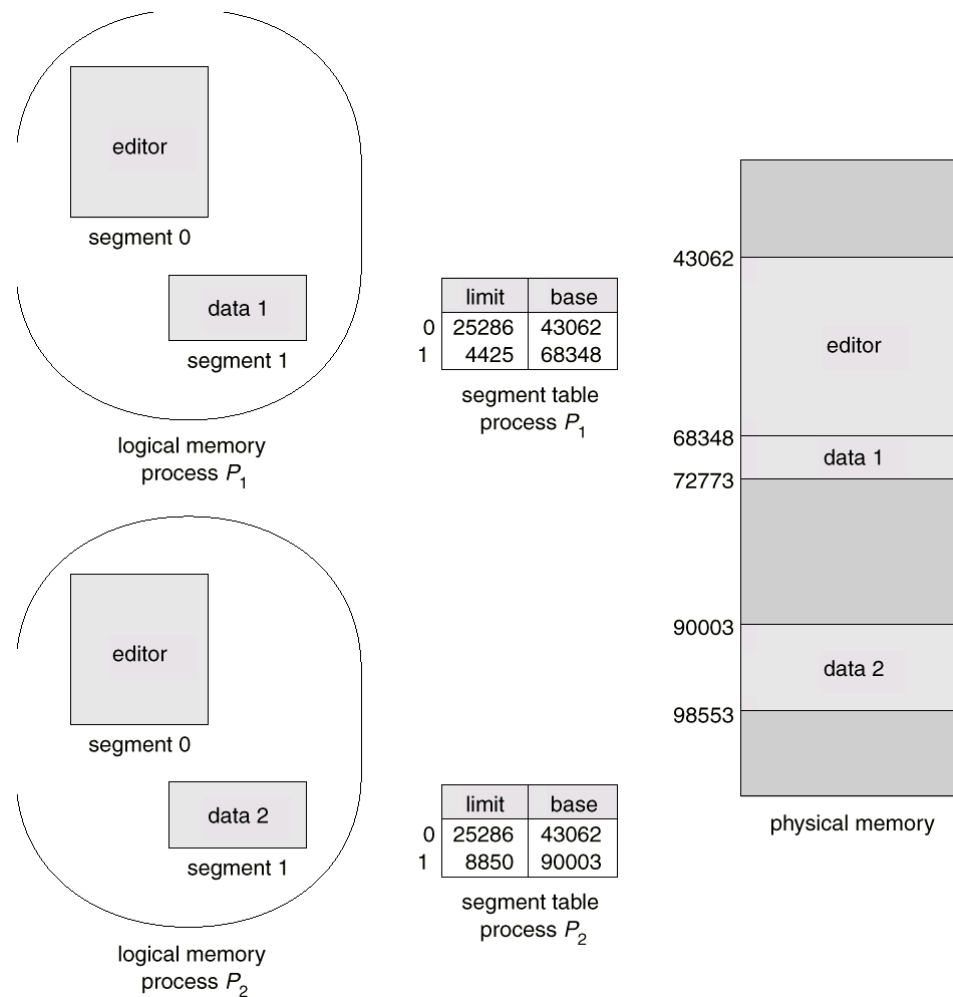 editor
segment 0
data 1
segment 1
logical memory
process P1
limit base
0 25286 43062
1 4425 68348
segment table
process P1
editor
segment 0
data 2
segment 1
logical memory
process P2
limit base
0 25286 43062
1 8850 90003
segment table
process P2
43062
editor
68348
data 1
72773
90003
data 2
98553
physical memory